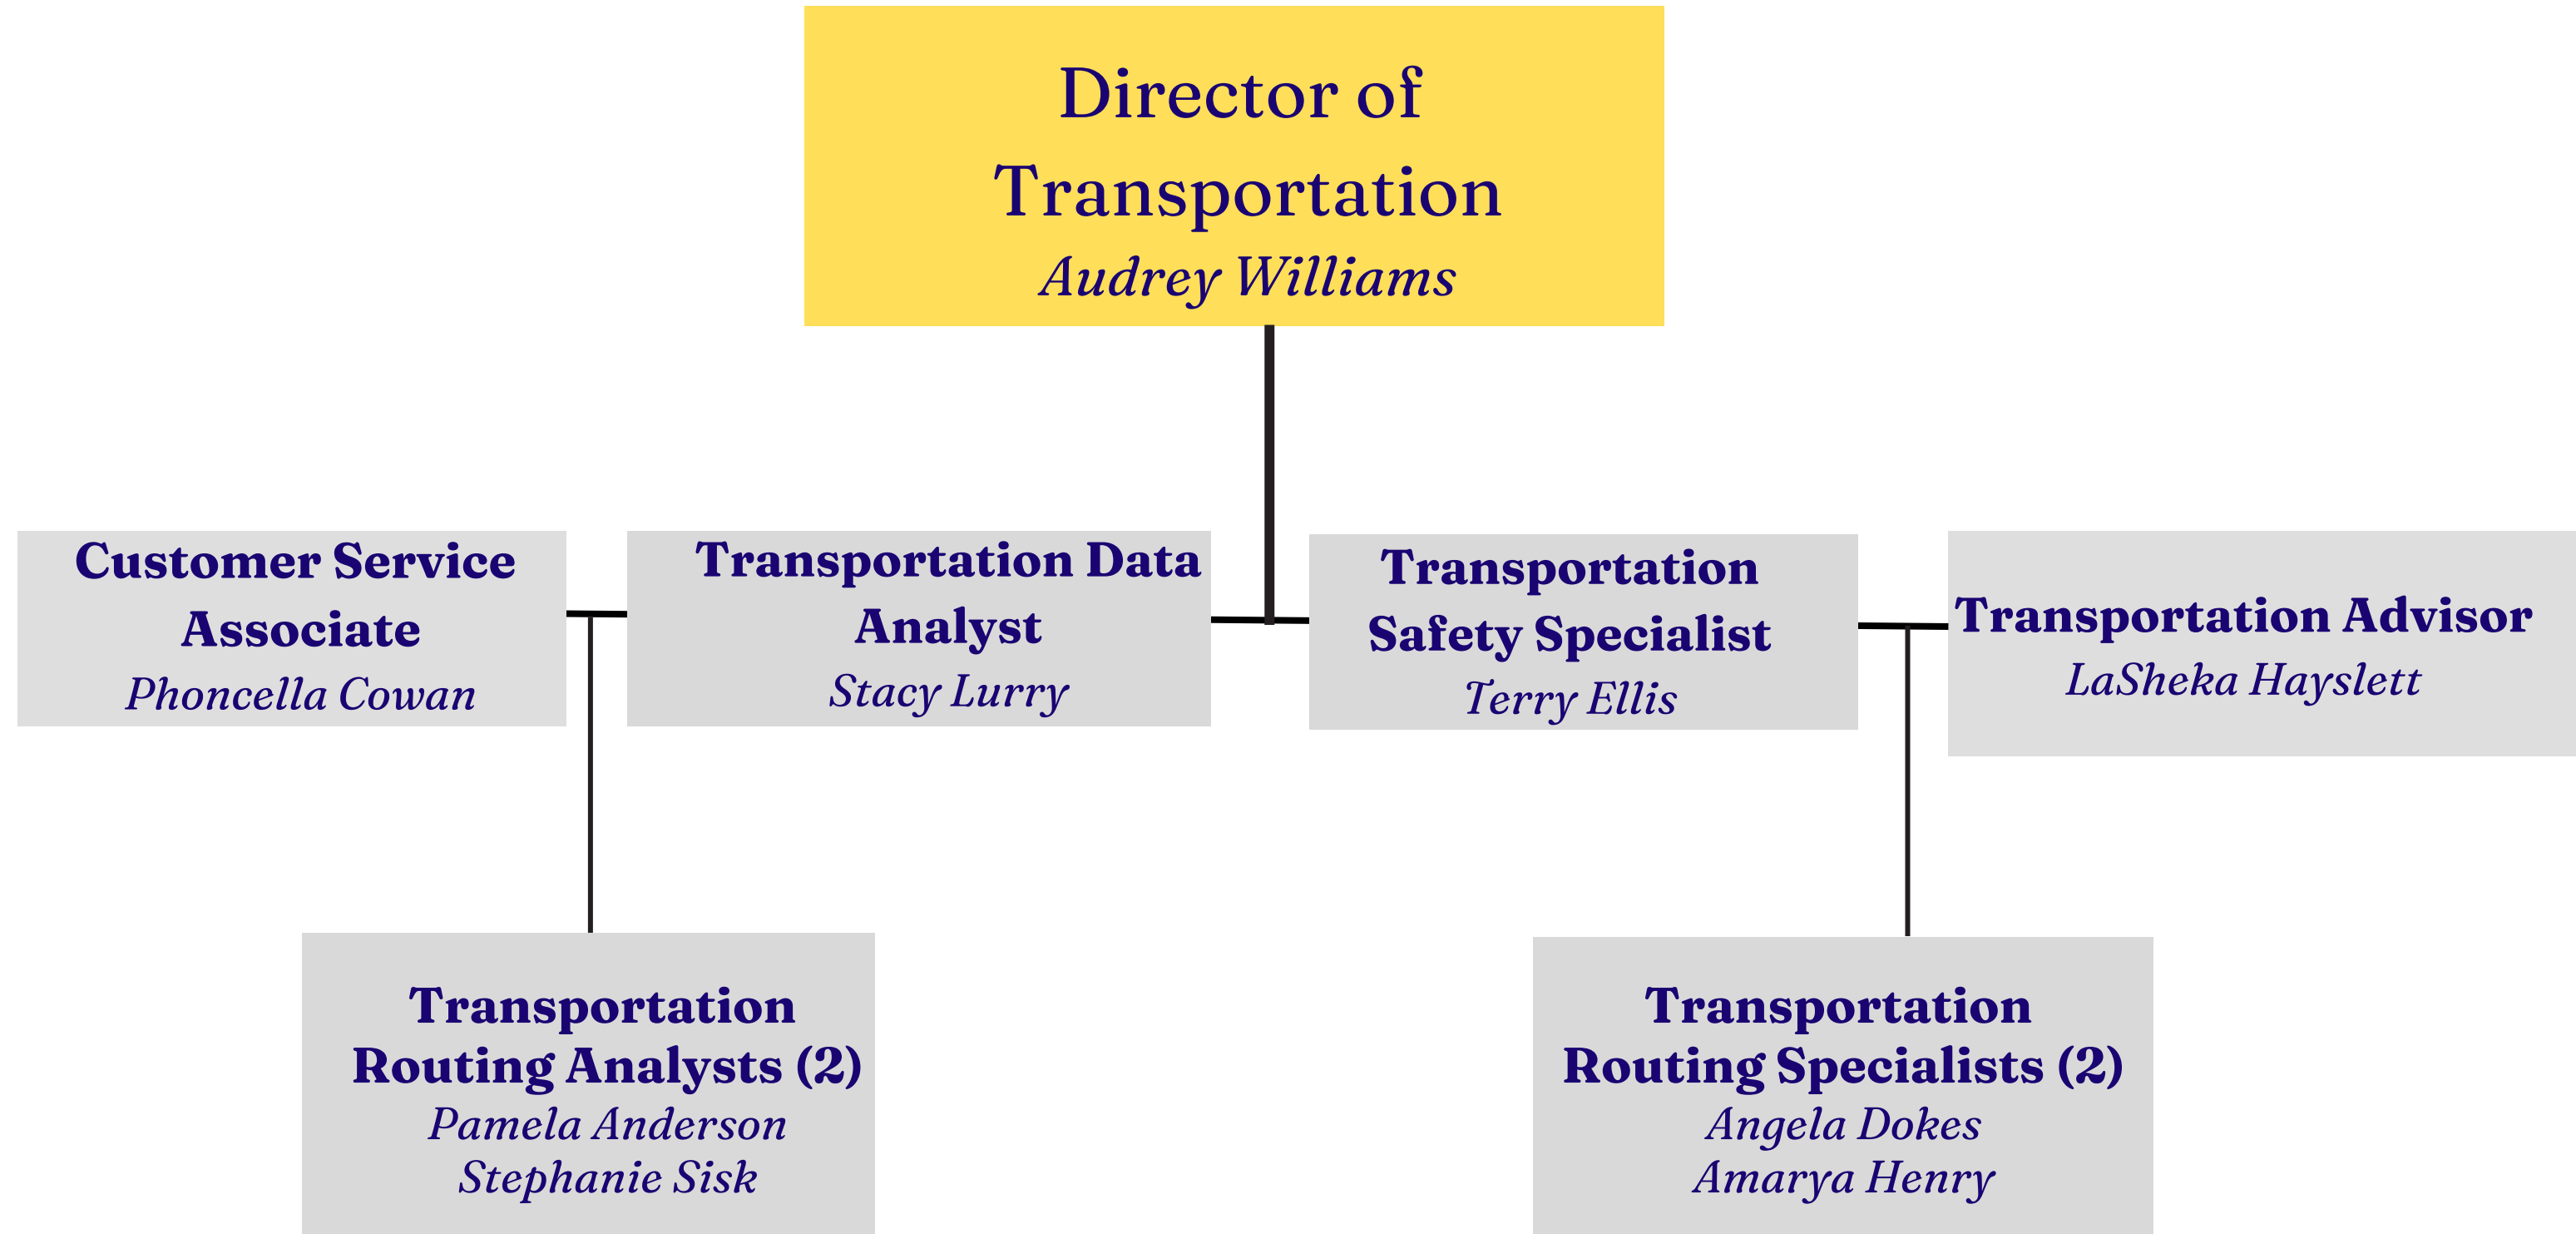 Director of
Transportation
Audrey Williams
Customer Service
Associate
Phoncella Cowan
Transportation Data
Analyst
Stacy Lurry
Transportation
Safety Specialist
Terry Ellis
Transportation Advisor
LaSheka Hayslett
Transportation
Routing Analysts (2)
Pamela Anderson
Stephanie Sisk
Transportation
Routing Specialists (2)
Angela Dokes
Amarya Henry